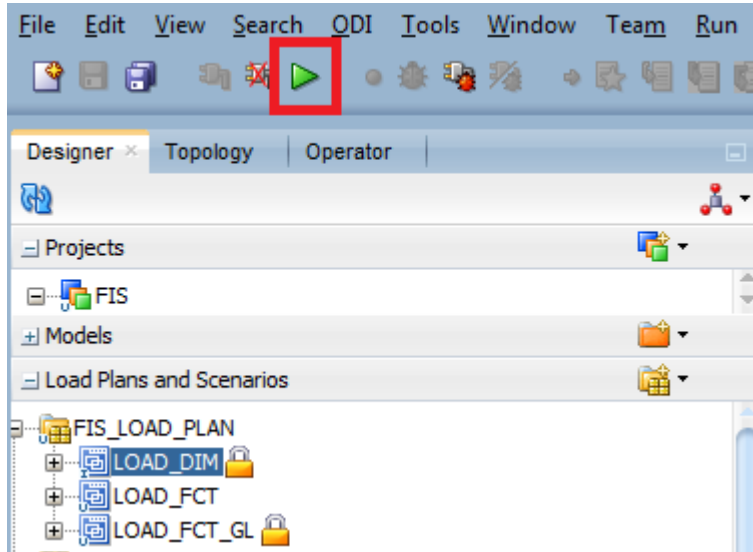 File Edit View Search ODI Tools Window Team Run
Designer Topology Operator
Projects
FIS
Models
Load Plans and Scenarios
FIS_LOAD_PLAN
LOAD_DIM
LOAD_FCT
LOAD_FCT_GL